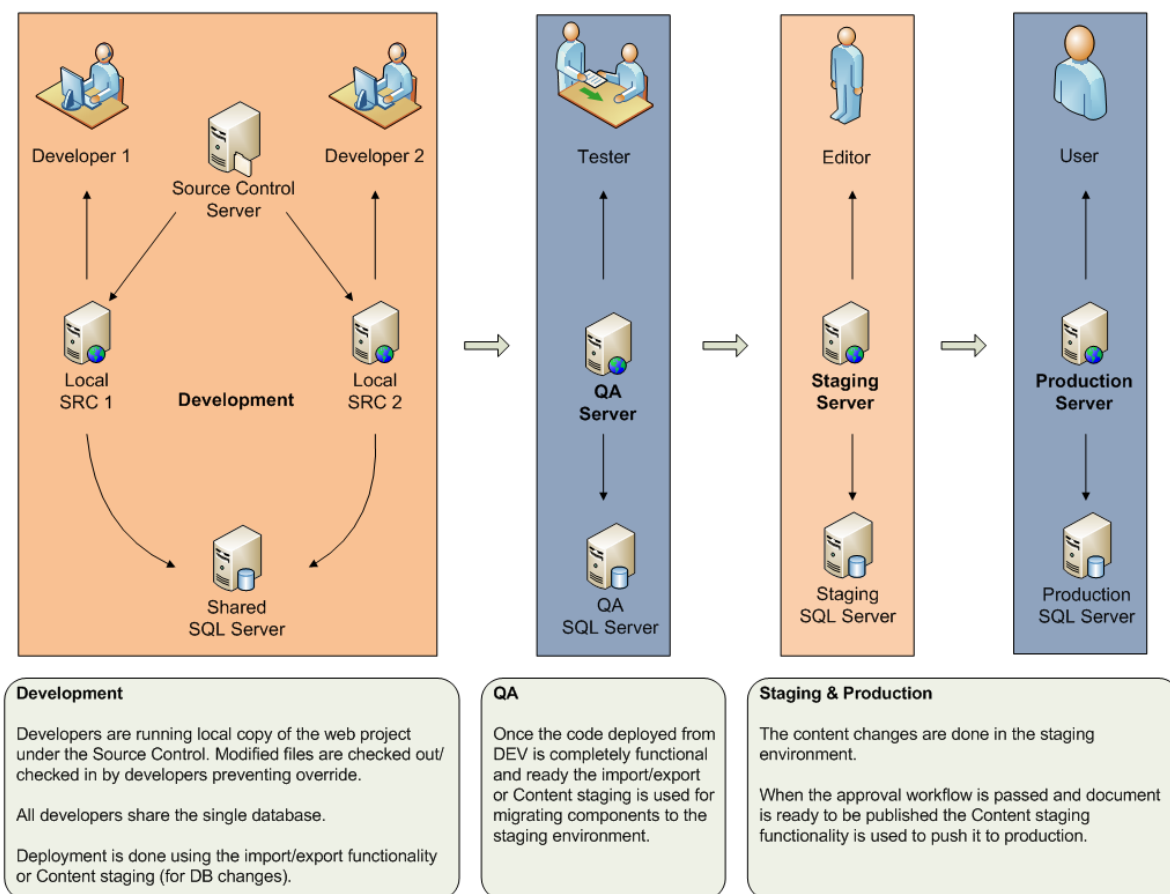 Developer 1
Developer 2
Source Control
Server
Local
SRC 1
Development
Local
SRC 2
Shared
SQL Server
Tester
QA
Server
QA
SQL Server
Editor
Staging
Server
Staging
SQL Server
User
Production
Server
Production
SQL Server
Development
Developers are running local copy of the web project
under the Source Control. Modified files are checked out/
checked in by developers preventing override.
All developers share the single database.
Deployment is done using the import/export functionality
or Content staging (for DB changes).
QA
Once the code deployed from
DEV is completely functional
and ready the import/export
or Content staging is used for
migrating components to the
staging environment.
Staging & Production
The content changes are done in the staging
environment.
When the approval workflow is passed and document
is ready to be published the Content staging
functionality is used to push it to production.